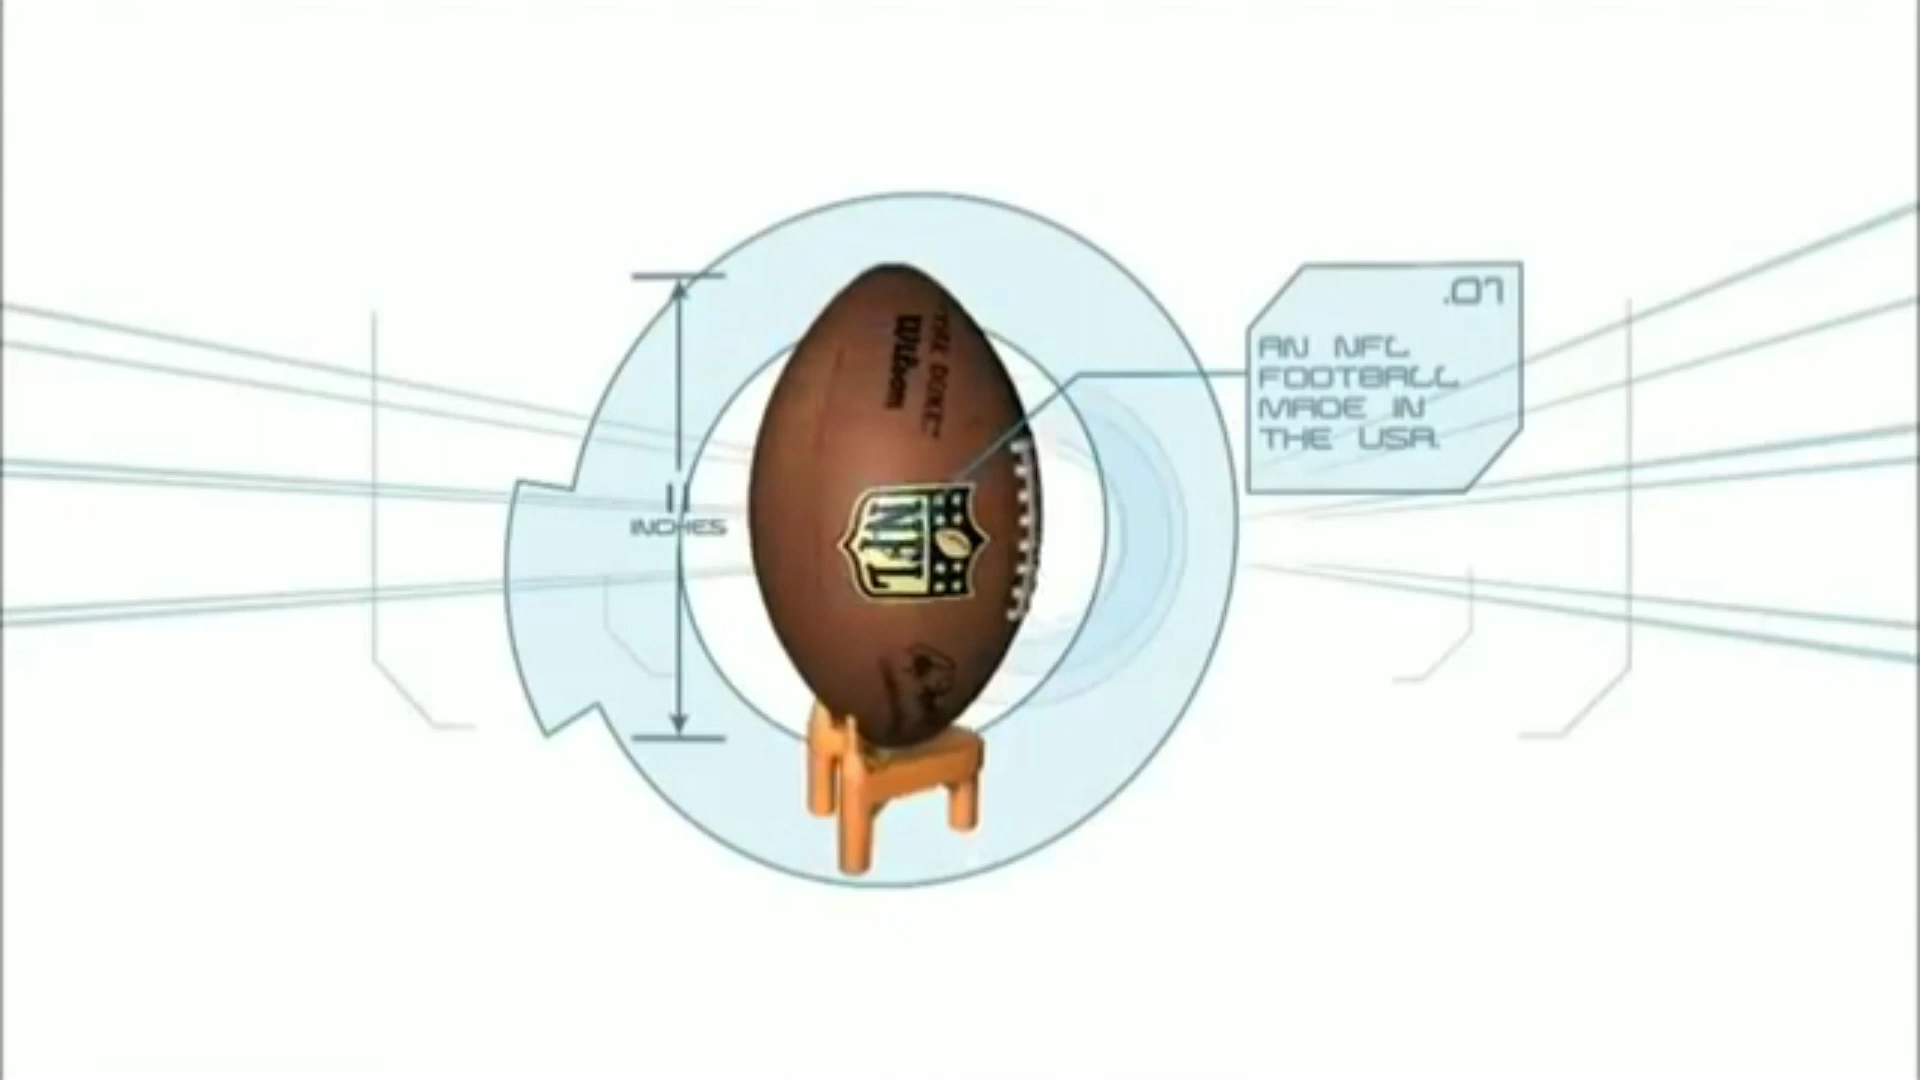 THE DUKE
Wilson
NFL
11
INCHES
.07
AN NFL
FOOTBALL
MADE IN
THE USA.